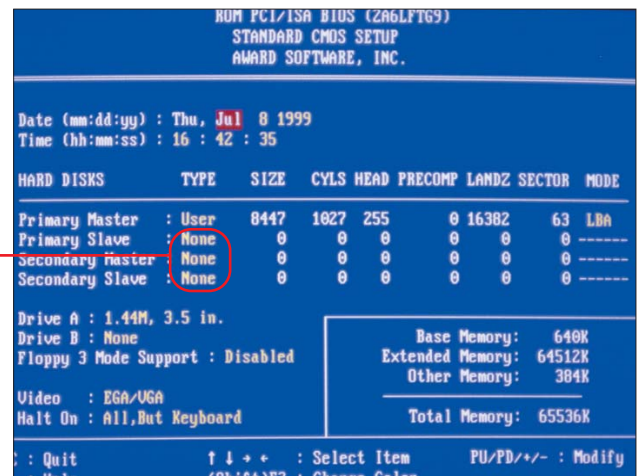 ROM PCI/ISA BIOS (2A6LFTG9)
STANDARD CMOS SETUP
AWARD SOFTWARE, INC.
Date (mm:dd:yy) : Thu, Jul 8 1999
Time (hh:mm:ss) : 16 : 42 : 35
HARD DISKS TYPE SIZE CYLS HEAD PRECOMP LANDZ SECTOR MODE
Primary Master : User 8447 1027 255 0 16382 63 LBA
Primary Slave : None 0 0 0 0 0 0 ------
Secondary Master : None 0 0 0 0 0 0 ------
Secondary Slave : None 0 0 0 0 0 0 ------
Drive A : 1.44M, 3.5 in.
Drive B : None
Floppy 3 Mode Support : Disabled
Video : EGA/VGA
Halt On : All,But Keyboard
Base Memory: 640K
Extended Memory: 64512K
Other Memory: 384K
Total Memory: 65536K
: Quit ↑ ↓ → ← : Select Item PU/PD/+/- : Modify